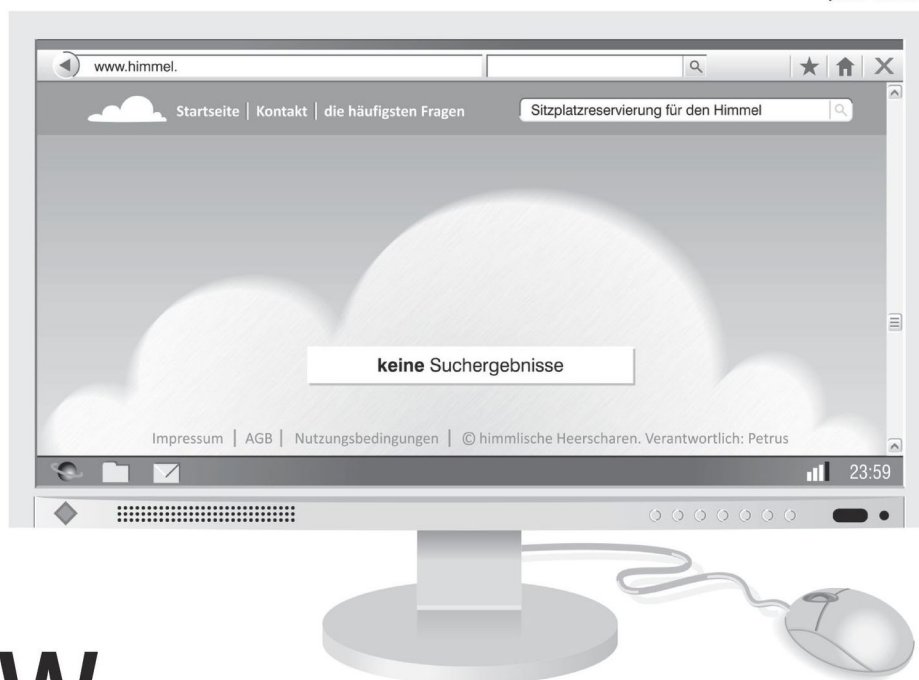 www.himmel.
Startseite | Kontakt | die häufigsten Fragen
Sitzplatzreservierung für den Himmel
keine Suchergebnisse
Impressum | AGB | Nutzungsbedingungen | © himmlische Heerscharen. Verantwortlich: Petrus
23:59
W